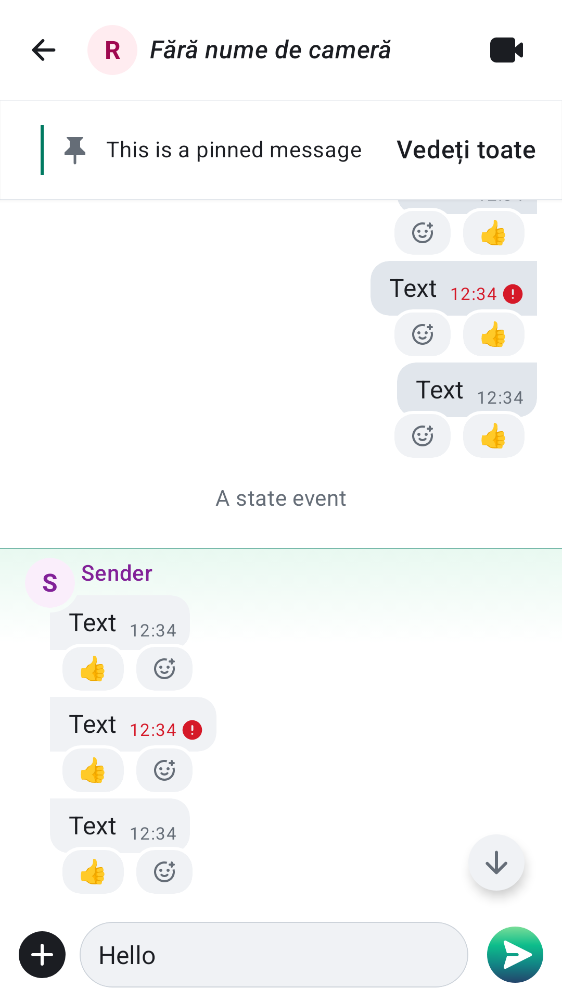 R Fără nume de cameră
This is a pinned message Vedeți toate
Text 12:34
Text 12:34
A state event
S Sender
Text 12:34
Text 12:34
Text 12:34
Hello